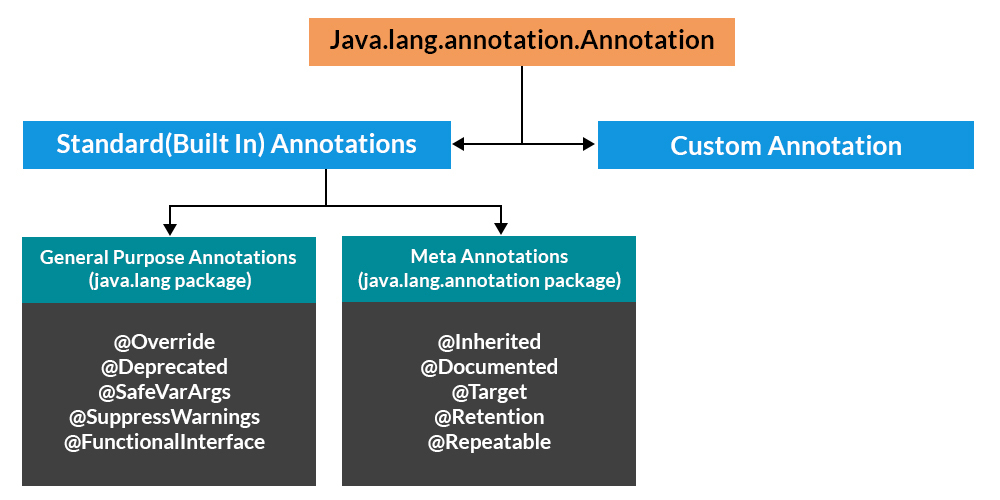 Java.lang.annotation.Annotation
Standard(Built In) Annotations
Custom Annotation
General Purpose Annotations
(java.lang package)
@Override
@Deprecated
@SafeVarArgs
@SuppressWarnings
@FunctionalInterface
Meta Annotations
(java.lang.annotation package)
@Inherited
@Documented
@Target
@Retention
@Repeatable